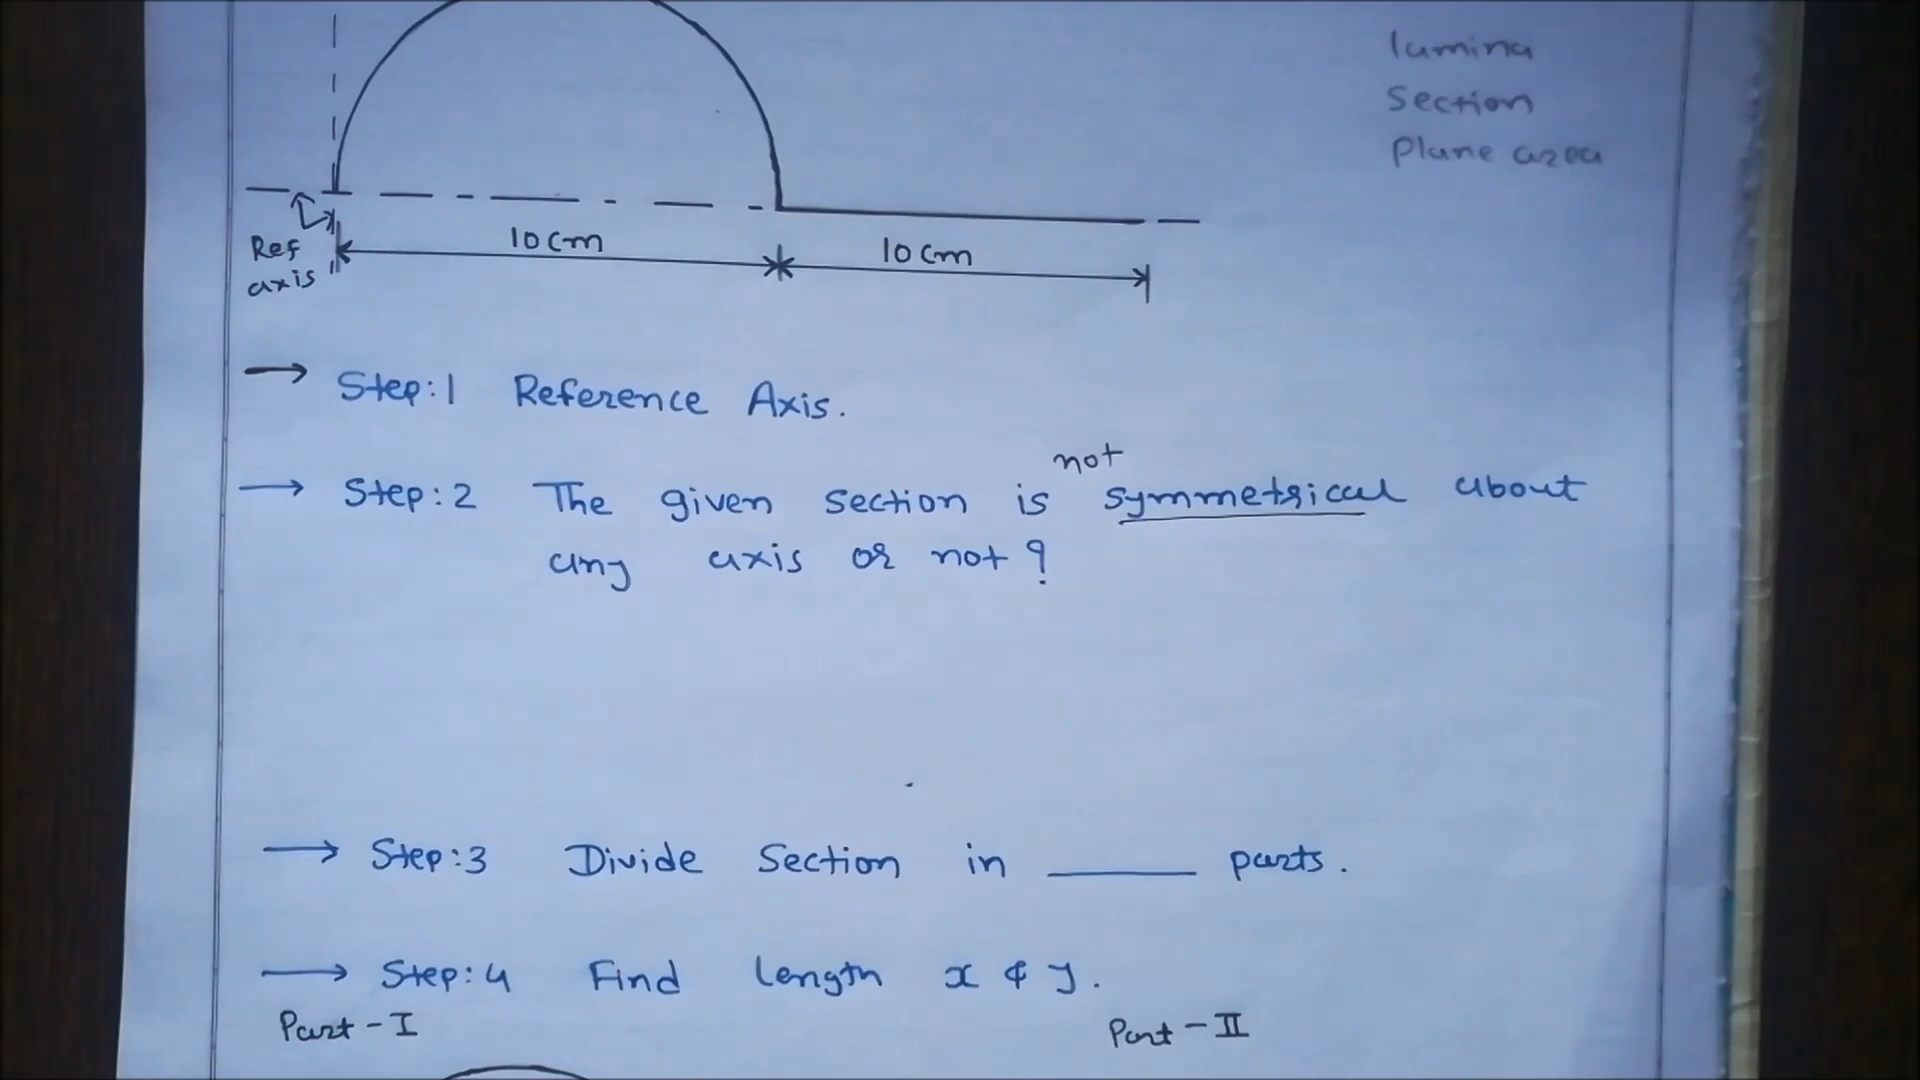 lamina
section
Plane area
Ref
axis
10 cm
10 cm
→ Step:1 Reference Axis.
not
→ Step:2 The given section is symmetrical about
any axis or not ?
→ Step:3 Divide Section in ____ parts.
→ Step:4 Find length x & y.
Part - I
Part - II